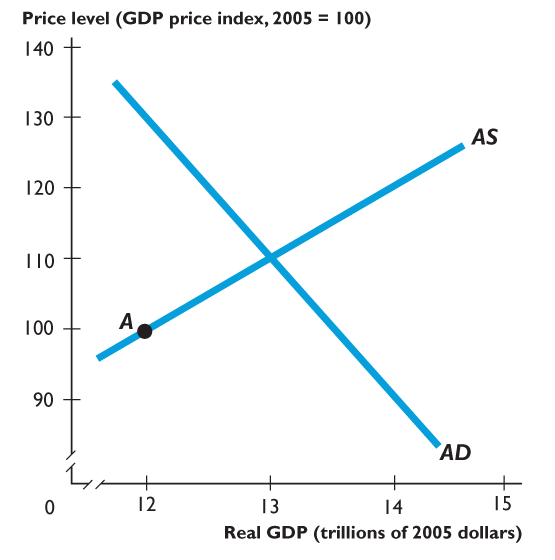 Price level (GDP price index, 2005 = 100)
140
130
AS
120
110
100
A
90
AD
0
12
13
14
15
Real GDP (trillions of 2005 dollars)